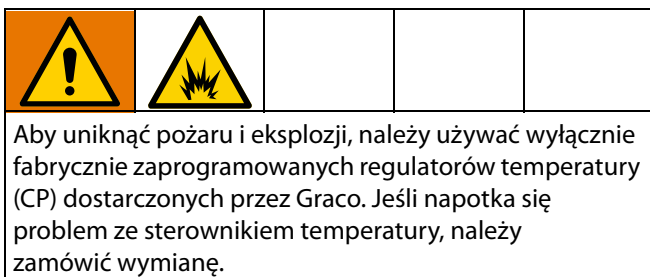 Aby uniknąć pożaru i eksplozji, należy używać wyłącznie
fabrycznie zaprogramowanych regulatorów temperatury
(CP) dostarczonych przez Graco. Jeśli napotka się
problem ze sterownikiem temperatury, należy
zamówić wymianę.